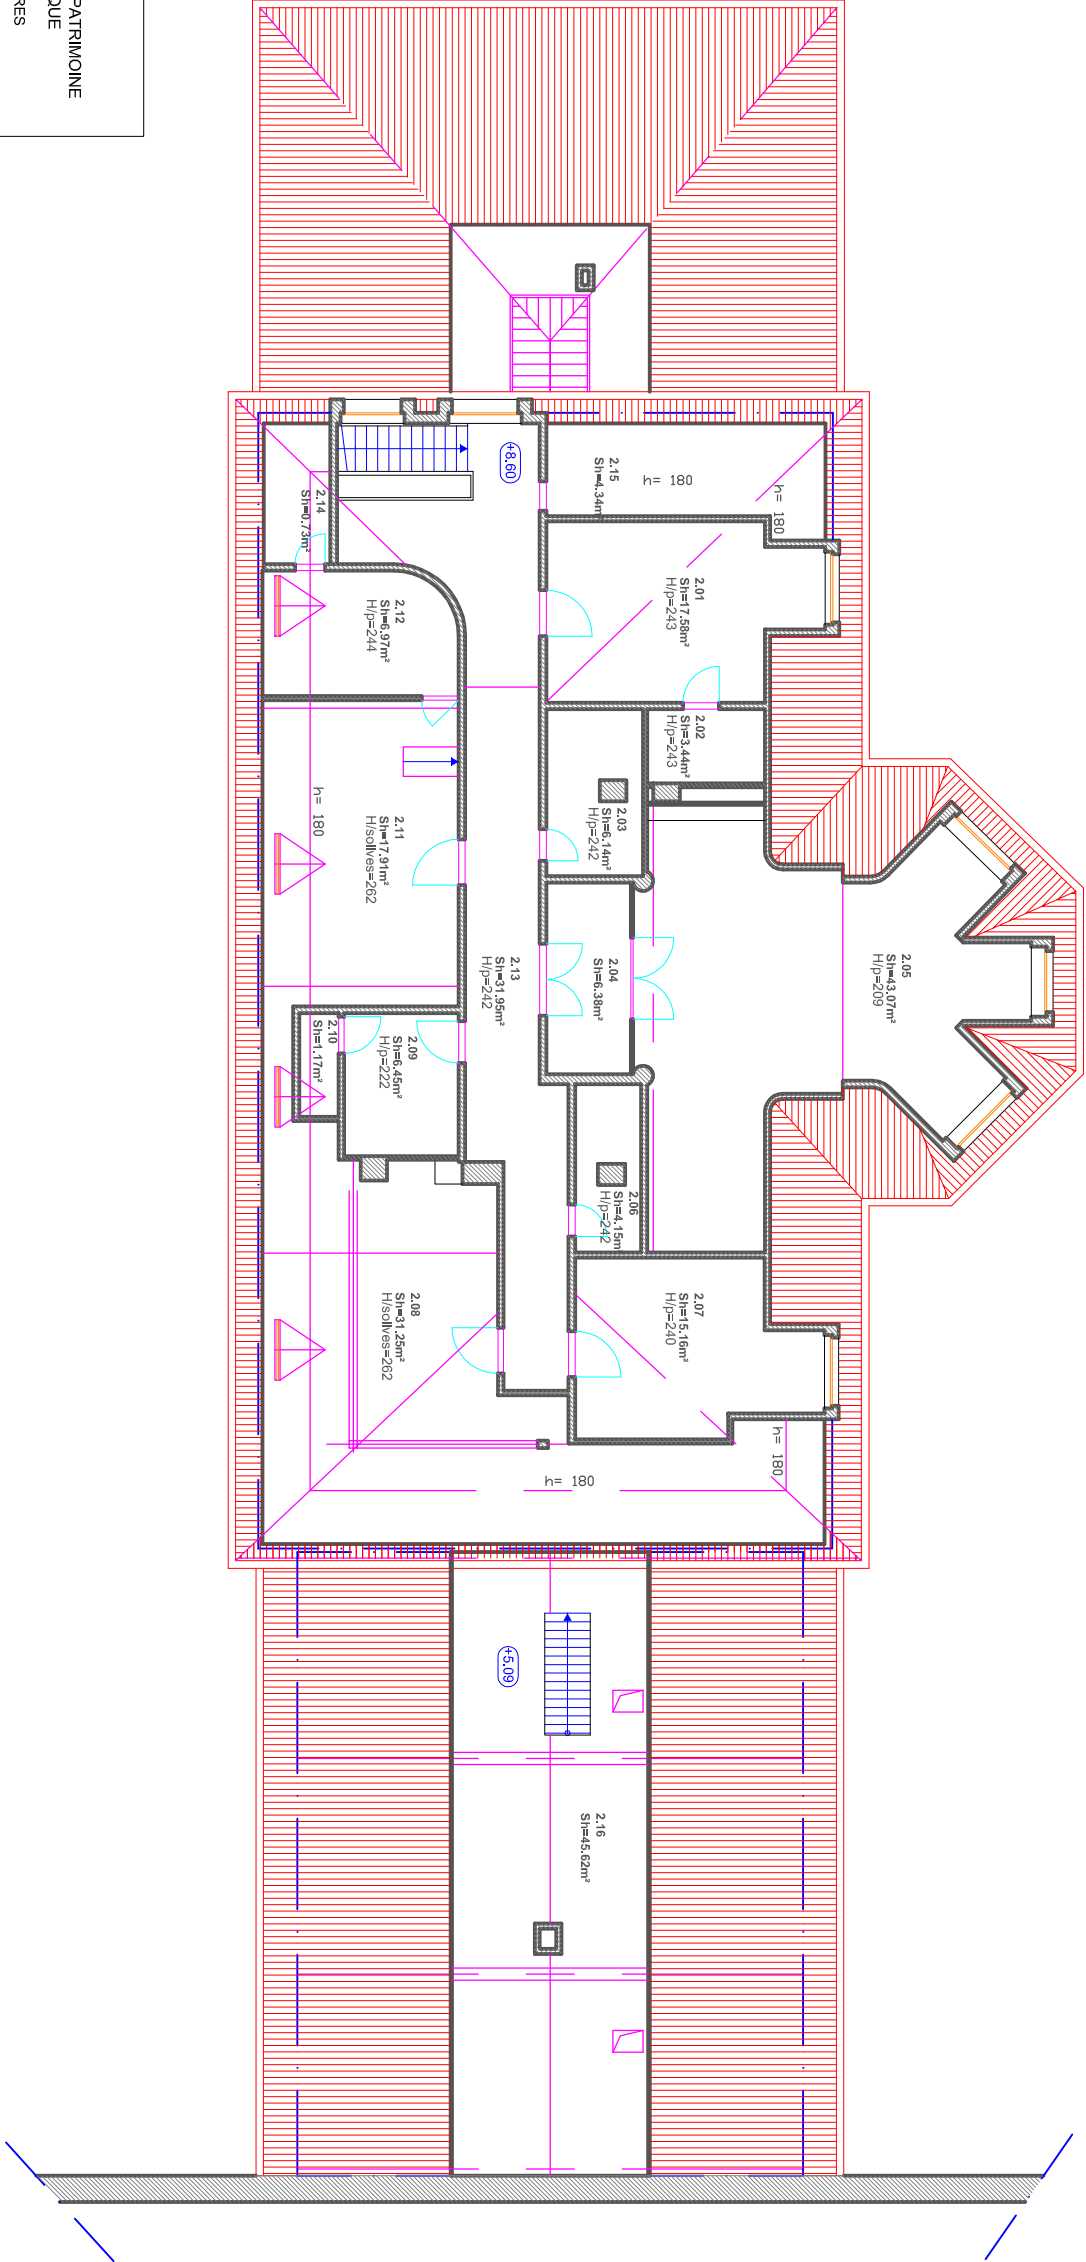 PATRIMOINE
QUE
RES
+8.60
2.15
Sh=4.34m
h= 180
h= 180
2.14
Sh=0.73m²
2.12
Sh=6.97m²
H/p=244
2.01
Sh=17.58m²
H/p=243
2.02
Sh=3.44m²
H/p=243
2.03
Sh=6.14m²
H/p=242
h= 180
2.11
Sh=17.91m²
H/solives=262
2.13
Sh=31.95m²
H/p=242
2.04
Sh=6.38m²
2.05
Sh=43.07m²
H/p=209
2.10
Sh=1.17m²
2.09
Sh=6.45m²
H/p=222
2.06
Sh=4.15m
H/p=242
2.08
Sh=31.25m²
H/solives=262
2.07
Sh=15.16m²
H/p=240
h= 180
h= 180
+5.09
2.16
Sh=45.62m²